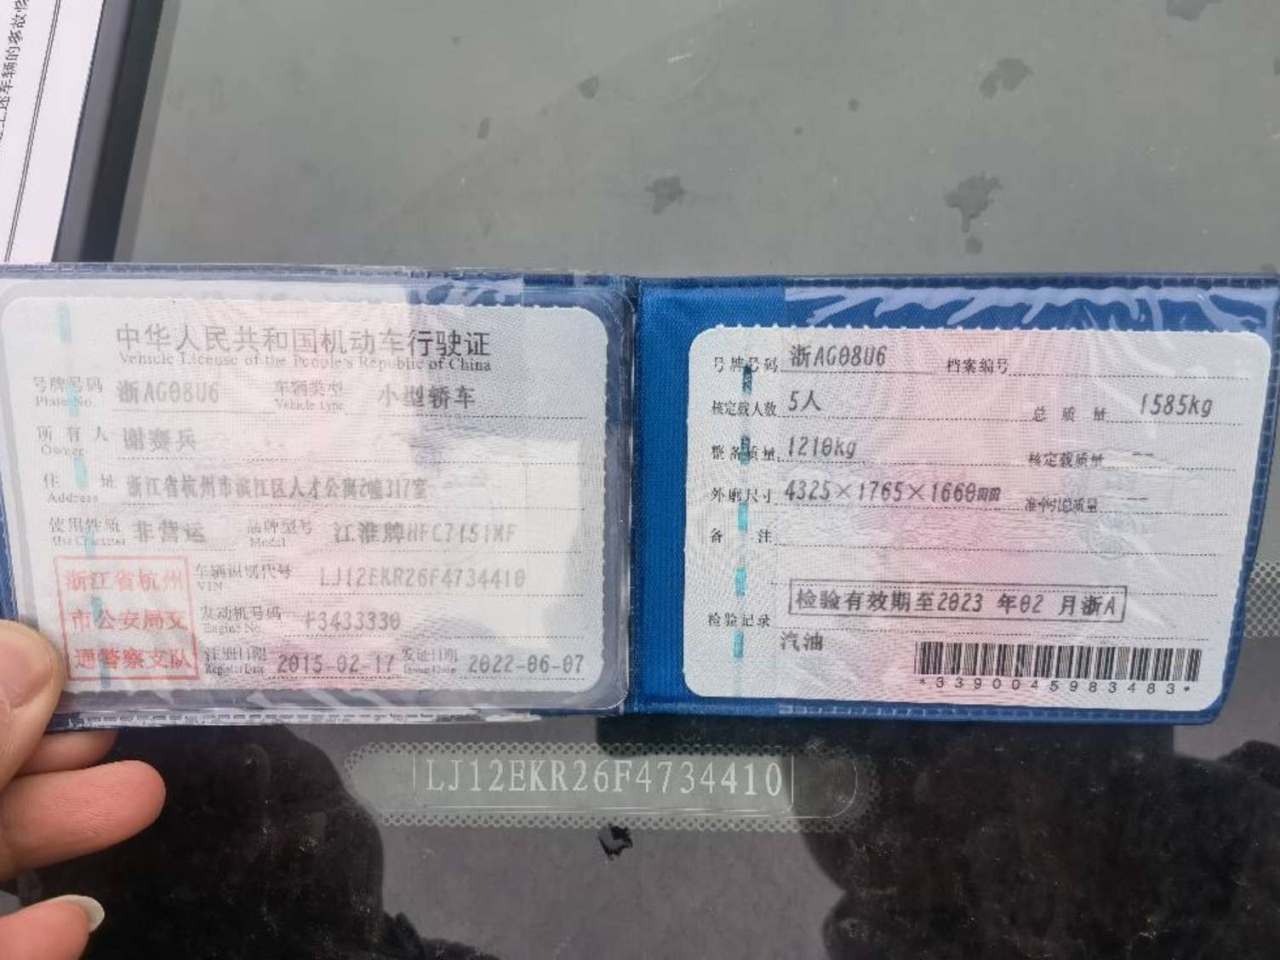 中华人民共和国机动车行驶证
Vehicle License of the People's Republic of China
号牌号码 浙AG08U6 车辆类型 小型轿车
Plate No. Vehicle Type
所有人 谢赛兵
Owner
住址 浙江省杭州市滨江区人才公寓2幢317室
Address
使用性质 非营运 品牌型号 江淮牌HFC7151MF
Use Character Model
浙江省杭州
市公安局交
通警察支队
车辆识别代号 LJ12EKR26F4734410
VIN
发动机号码 F3433330
Engine No.
注册日期 2015-02-17 发证日期 2022-06-07
Register Date Issue Date
号牌号码 浙AG08U6 档案编号
核定载人数 5人 总质量 1585kg
整备质量 1210kg 核定载质量 --
外廓尺寸 4325×1765×1660mm 准牵引总质量 --
备注
检验记录 检验有效期至2023 年02 月浙A
汽油
*3390045983483*
LJ12EKR26F4734410